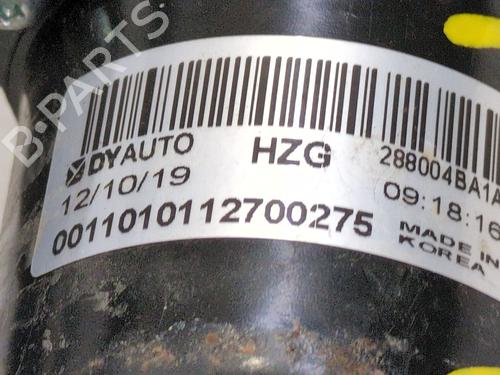 B-PARTS
DYAUTO
HZG
288004BA1A
12/10/19
09:18:16
0011010112700275
MADE IN
KOREA